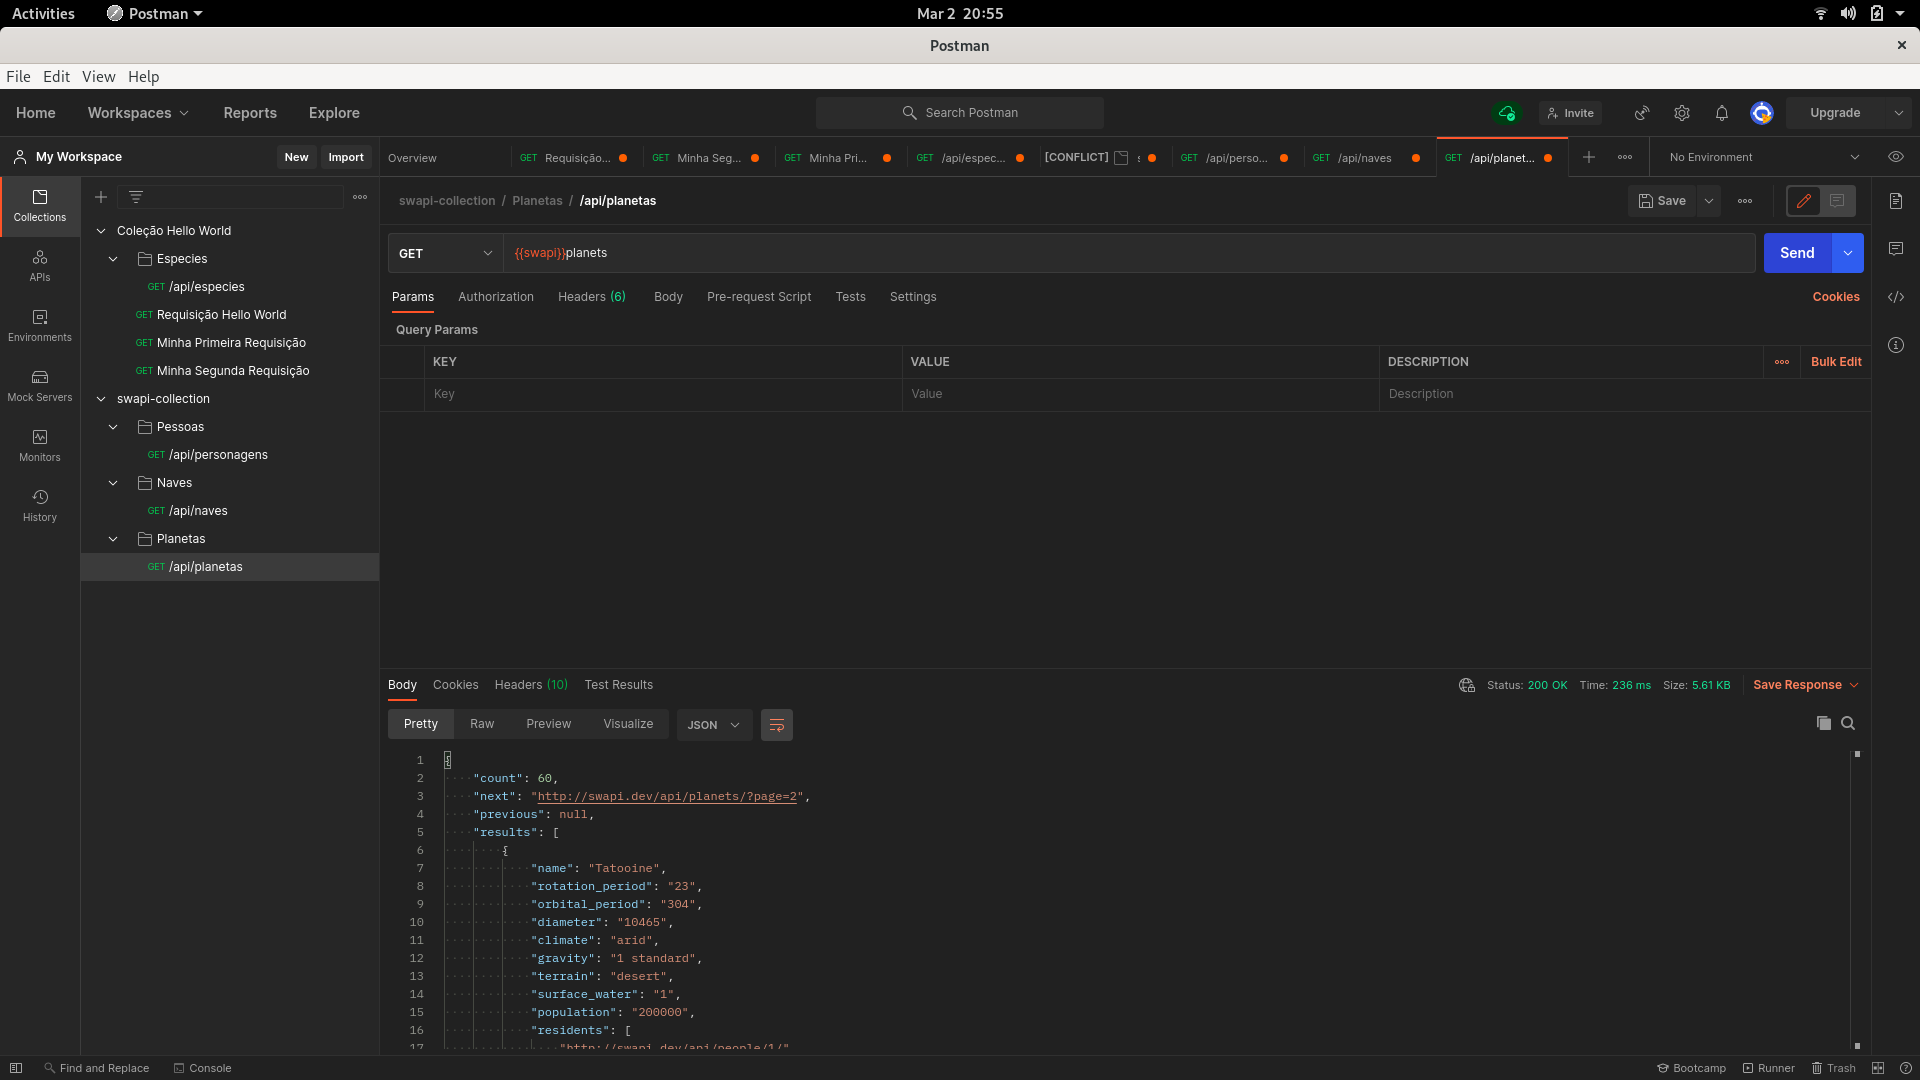 Activities Postman Mar 2 20:55
Postman
File Edit View Help
Home Workspaces Reports Explore Search Postman Invite Upgrade
My Workspace New Import
Overview GET Requisição... GET Minha Seg... GET Minha Pri... GET /api/espec... [CONFLICT] GET /api/perso... GET /api/naves GET /api/planet... No Environment
Collections
APIs
Environments
Mock Servers
Monitors
History
Coleção Hello World
Especies
GET /api/especies
GET Requisição Hello World
GET Minha Primeira Requisição
GET Minha Segunda Requisição
swapi-collection
Pessoas
GET /api/personagens
Naves
GET /api/naves
Planetas
GET /api/planetas
swapi-collection / Planetas / /api/planetas Save
GET {{swapi}}planets Send
Params Authorization Headers (6) Body Pre-request Script Tests Settings Cookies
Query Params
KEY VALUE DESCRIPTION Bulk Edit
Key Value Description
Body Cookies Headers (10) Test Results Status: 200 OK Time: 236 ms Size: 5.61 KB Save Response
Pretty Raw Preview Visualize JSON
1 {
2 "count": 60,
3 "next": "http://swapi.dev/api/planets/?page=2",
4 "previous": null,
5 "results": [
6 {
7 "name": "Tatooine",
8 "rotation_period": "23",
9 "orbital_period": "304",
10 "diameter": "10465",
11 "climate": "arid",
12 "gravity": "1 standard",
13 "terrain": "desert",
14 "surface_water": "1",
15 "population": "200000",
16 "residents": [
17 "http://swapi.dev/api/people/1/"
Find and Replace Console Bootcamp Runner Trash